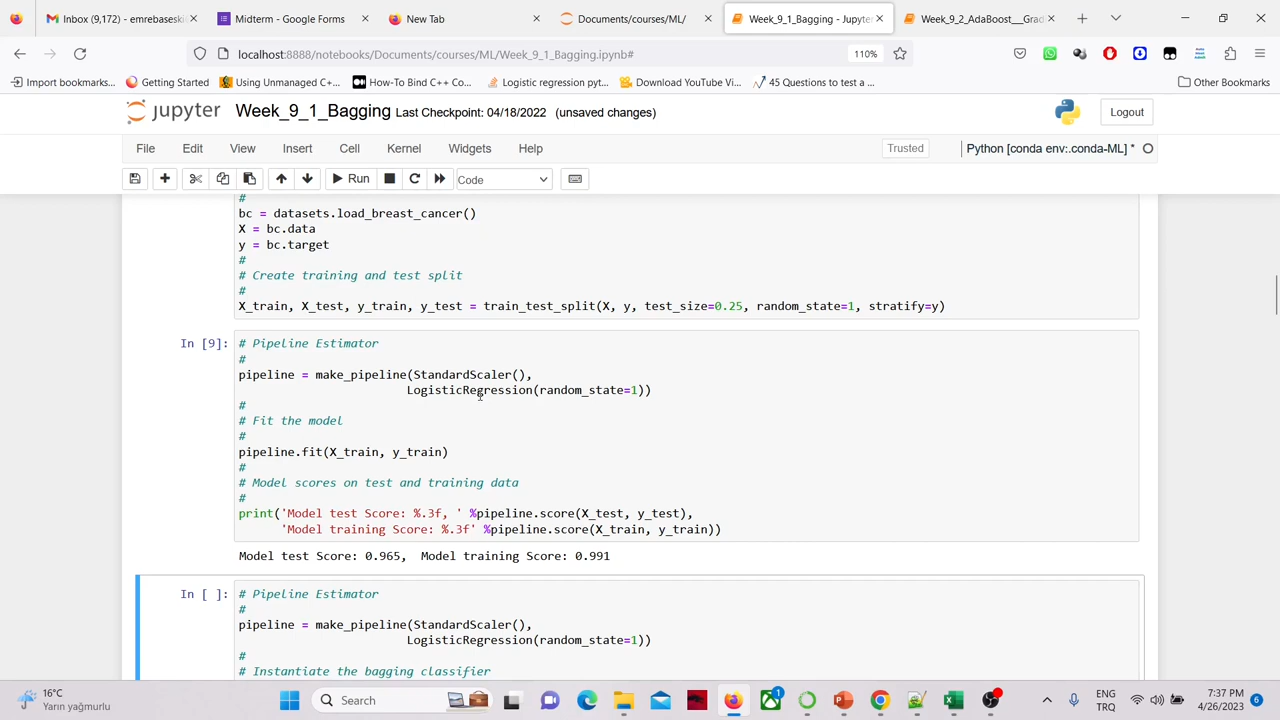 Inbox (9,172) - emrebaseski
Midterm - Google Forms
New Tab
Documents/courses/ML/
Week_9_1_Bagging - Jupyter
Week_9_2_AdaBoost__Grad
localhost:8888/notebooks/Documents/courses/ML/Week_9_1_Bagging.ipynb#
110%
Import bookmarks...
Getting Started
Using Unmanaged C++...
How-To Bind C++ Co...
Logistic regression pyt...
Download YouTube Vi...
45 Questions to test a ...
Other Bookmarks
jupyter
Week_9_1_Bagging Last Checkpoint: 04/18/2022 (unsaved changes)
Logout
File
Edit
View
Insert
Cell
Kernel
Widgets
Help
Trusted
Python [conda env:.conda-ML] *
Run
Code
#
bc = datasets.load_breast_cancer()
X = bc.data
y = bc.target
#
# Create training and test split
#
X_train, X_test, y_train, y_test = train_test_split(X, y, test_size=0.25, random_state=1, stratify=y)
In [9]:
# Pipeline Estimator
#
pipeline = make_pipeline(StandardScaler(),
LogisticRegression(random_state=1))
#
# Fit the model
#
pipeline.fit(X_train, y_train)
#
# Model scores on test and training data
#
print('Model test Score: %.3f, ' %pipeline.score(X_test, y_test),
'Model training Score: %.3f' %pipeline.score(X_train, y_train))
Model test Score: 0.965,  Model training Score: 0.991
In [ ]:
# Pipeline Estimator
#
pipeline = make_pipeline(StandardScaler(),
LogisticRegression(random_state=1))
#
# Instantiate the bagging classifier
16°C
Yarın yağmurlu
Search
1
ENG
TRQ
7:37 PM
4/26/2023
6